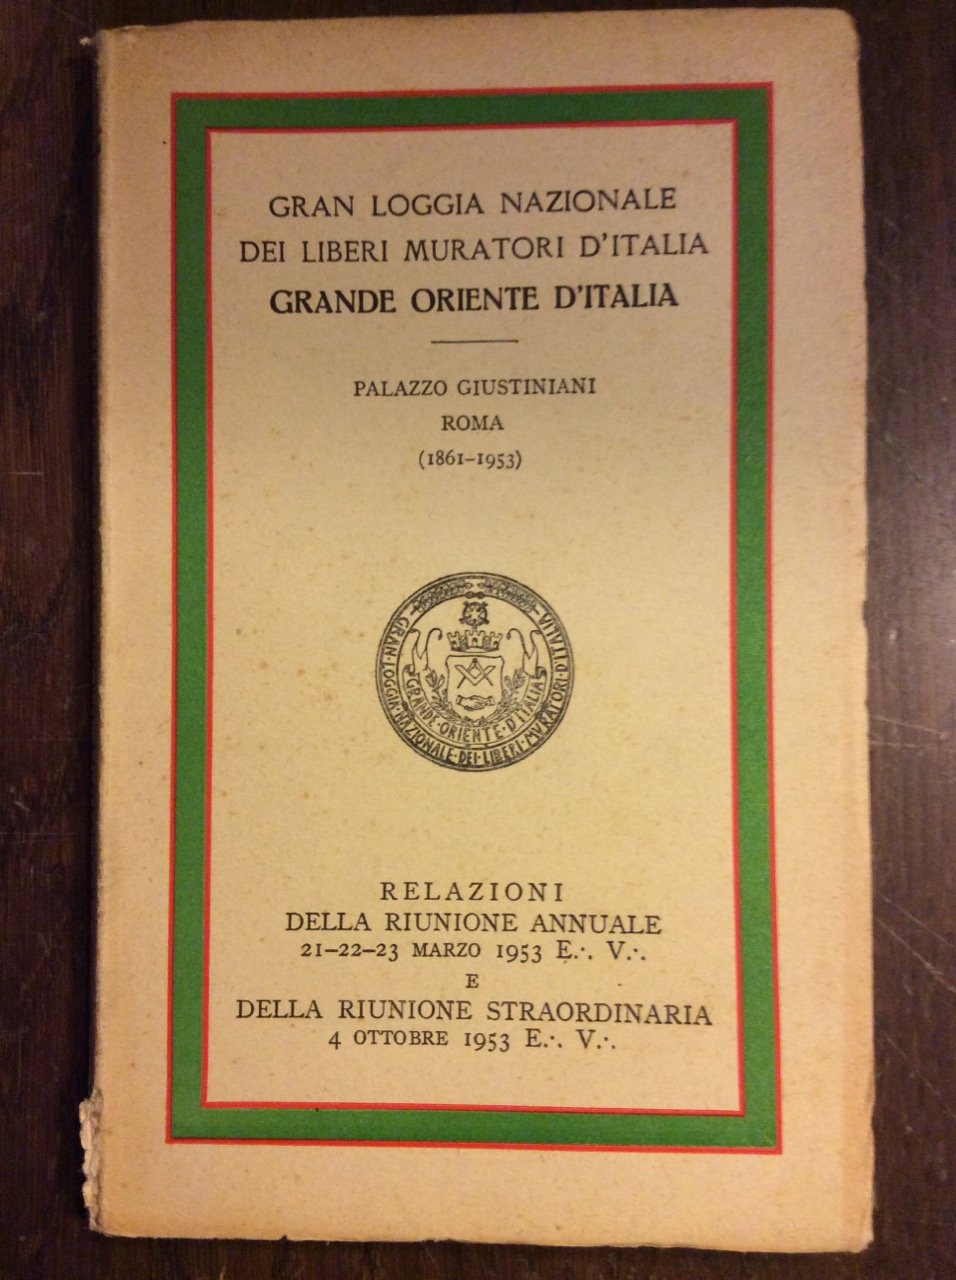 GRAN LOGGIA NAZIONALE
DEI LIBERI MURATORI D'ITALIA
GRANDE ORIENTE D'ITALIA
PALAZZO GIUSTINIANI
ROMA
(1861–1953)
GRAN·LOGGIA·NAZIONALE·DEI·LIBERI·MURATORI·D'ITALIA
GRANDE·ORIENTE·D'ITALIA
RELAZIONI
DELLA RIUNIONE ANNUALE
21–22–23 MARZO 1953 E.·. V.·.
E
DELLA RIUNIONE STRAORDINARIA
4 OTTOBRE 1953 E.·. V.·.